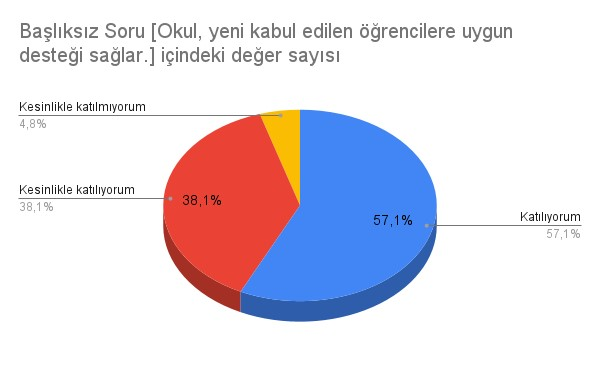 Başlıksız Soru [Okul, yeni kabul edilen öğrencilere uygun
desteği sağlar.] içindeki değer sayısı
Kesinlikle katılmıyorum
4,8%
Kesinlikle katılıyorum
38,1%
38,1%
57,1%
Katılıyorum
57,1%